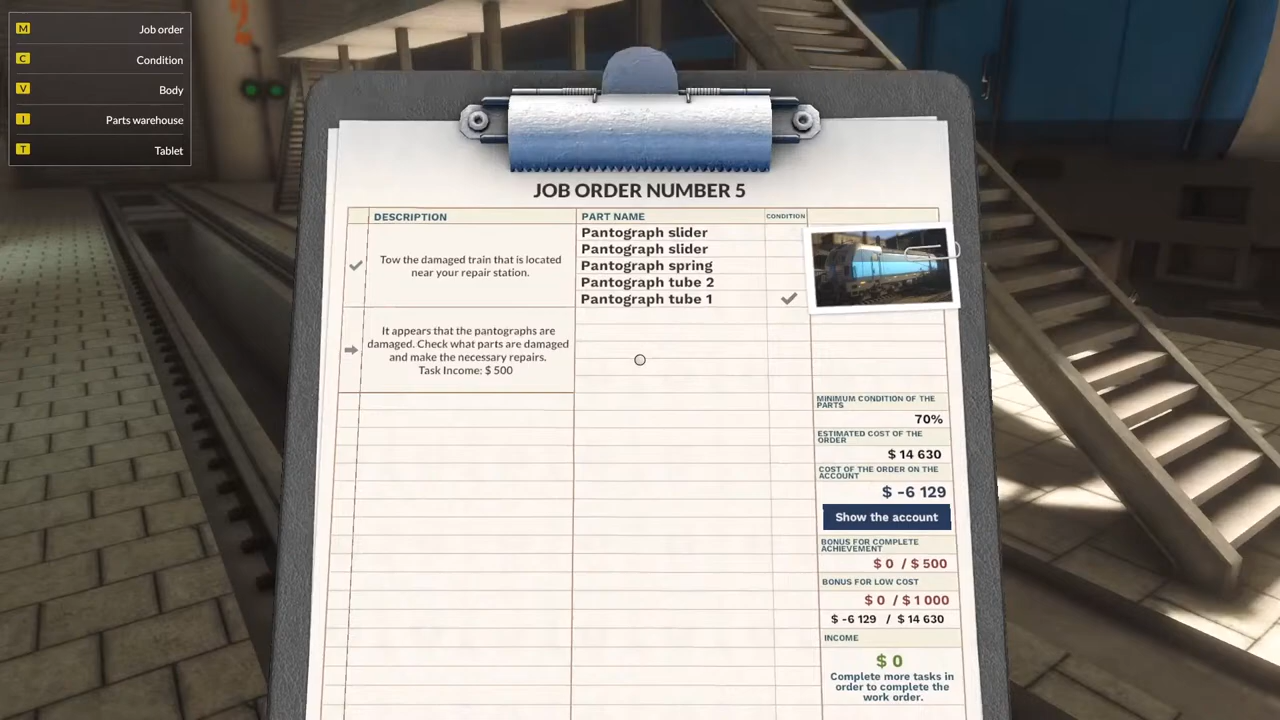 M Job order
C Condition
V Body
I Parts warehouse
T Tablet
JOB ORDER NUMBER 5
DESCRIPTION
PART NAME
CONDITION
Tow the damaged train that is located
near your repair station.
Pantograph slider
Pantograph slider
Pantograph spring
Pantograph tube 2
Pantograph tube 1
It appears that the pantographs are
damaged. Check what parts are damaged
and make the necessary repairs.
Task Income: $ 500
MINIMUM CONDITION OF THE
PARTS
70%
ESTIMATED COST OF THE
ORDER
$ 14 630
COST OF THE ORDER ON THE
ACCOUNT
$ -6 129
Show the account
BONUS FOR COMPLETE
ACHIEVEMENT
$ 0 / $ 500
BONUS FOR LOW COST
$ 0 / $ 1 000
$ -6 129 / $ 14 630
INCOME
$ 0
Complete more tasks in
order to complete the
work order.